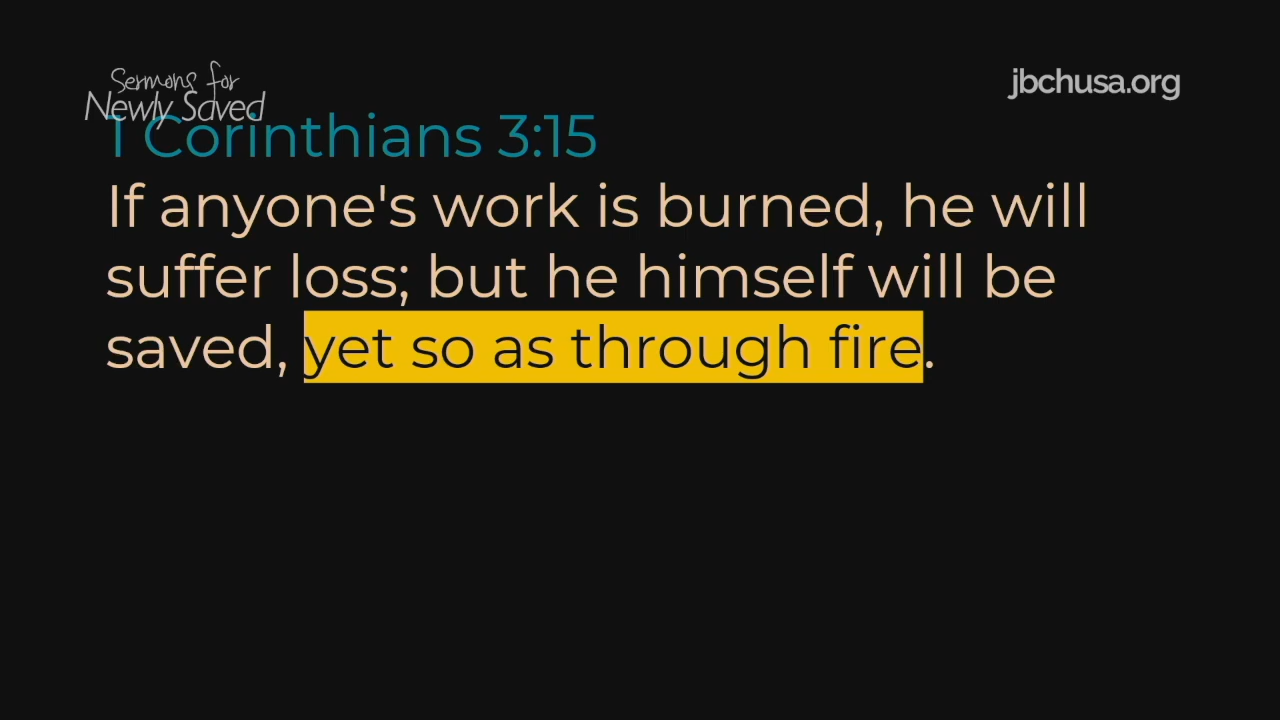 Sermons for
Newly Saved
jbchusa.org
1 Corinthians 3:15
If anyone's work is burned, he will
suffer loss; but he himself will be
saved, yet so as through fire.